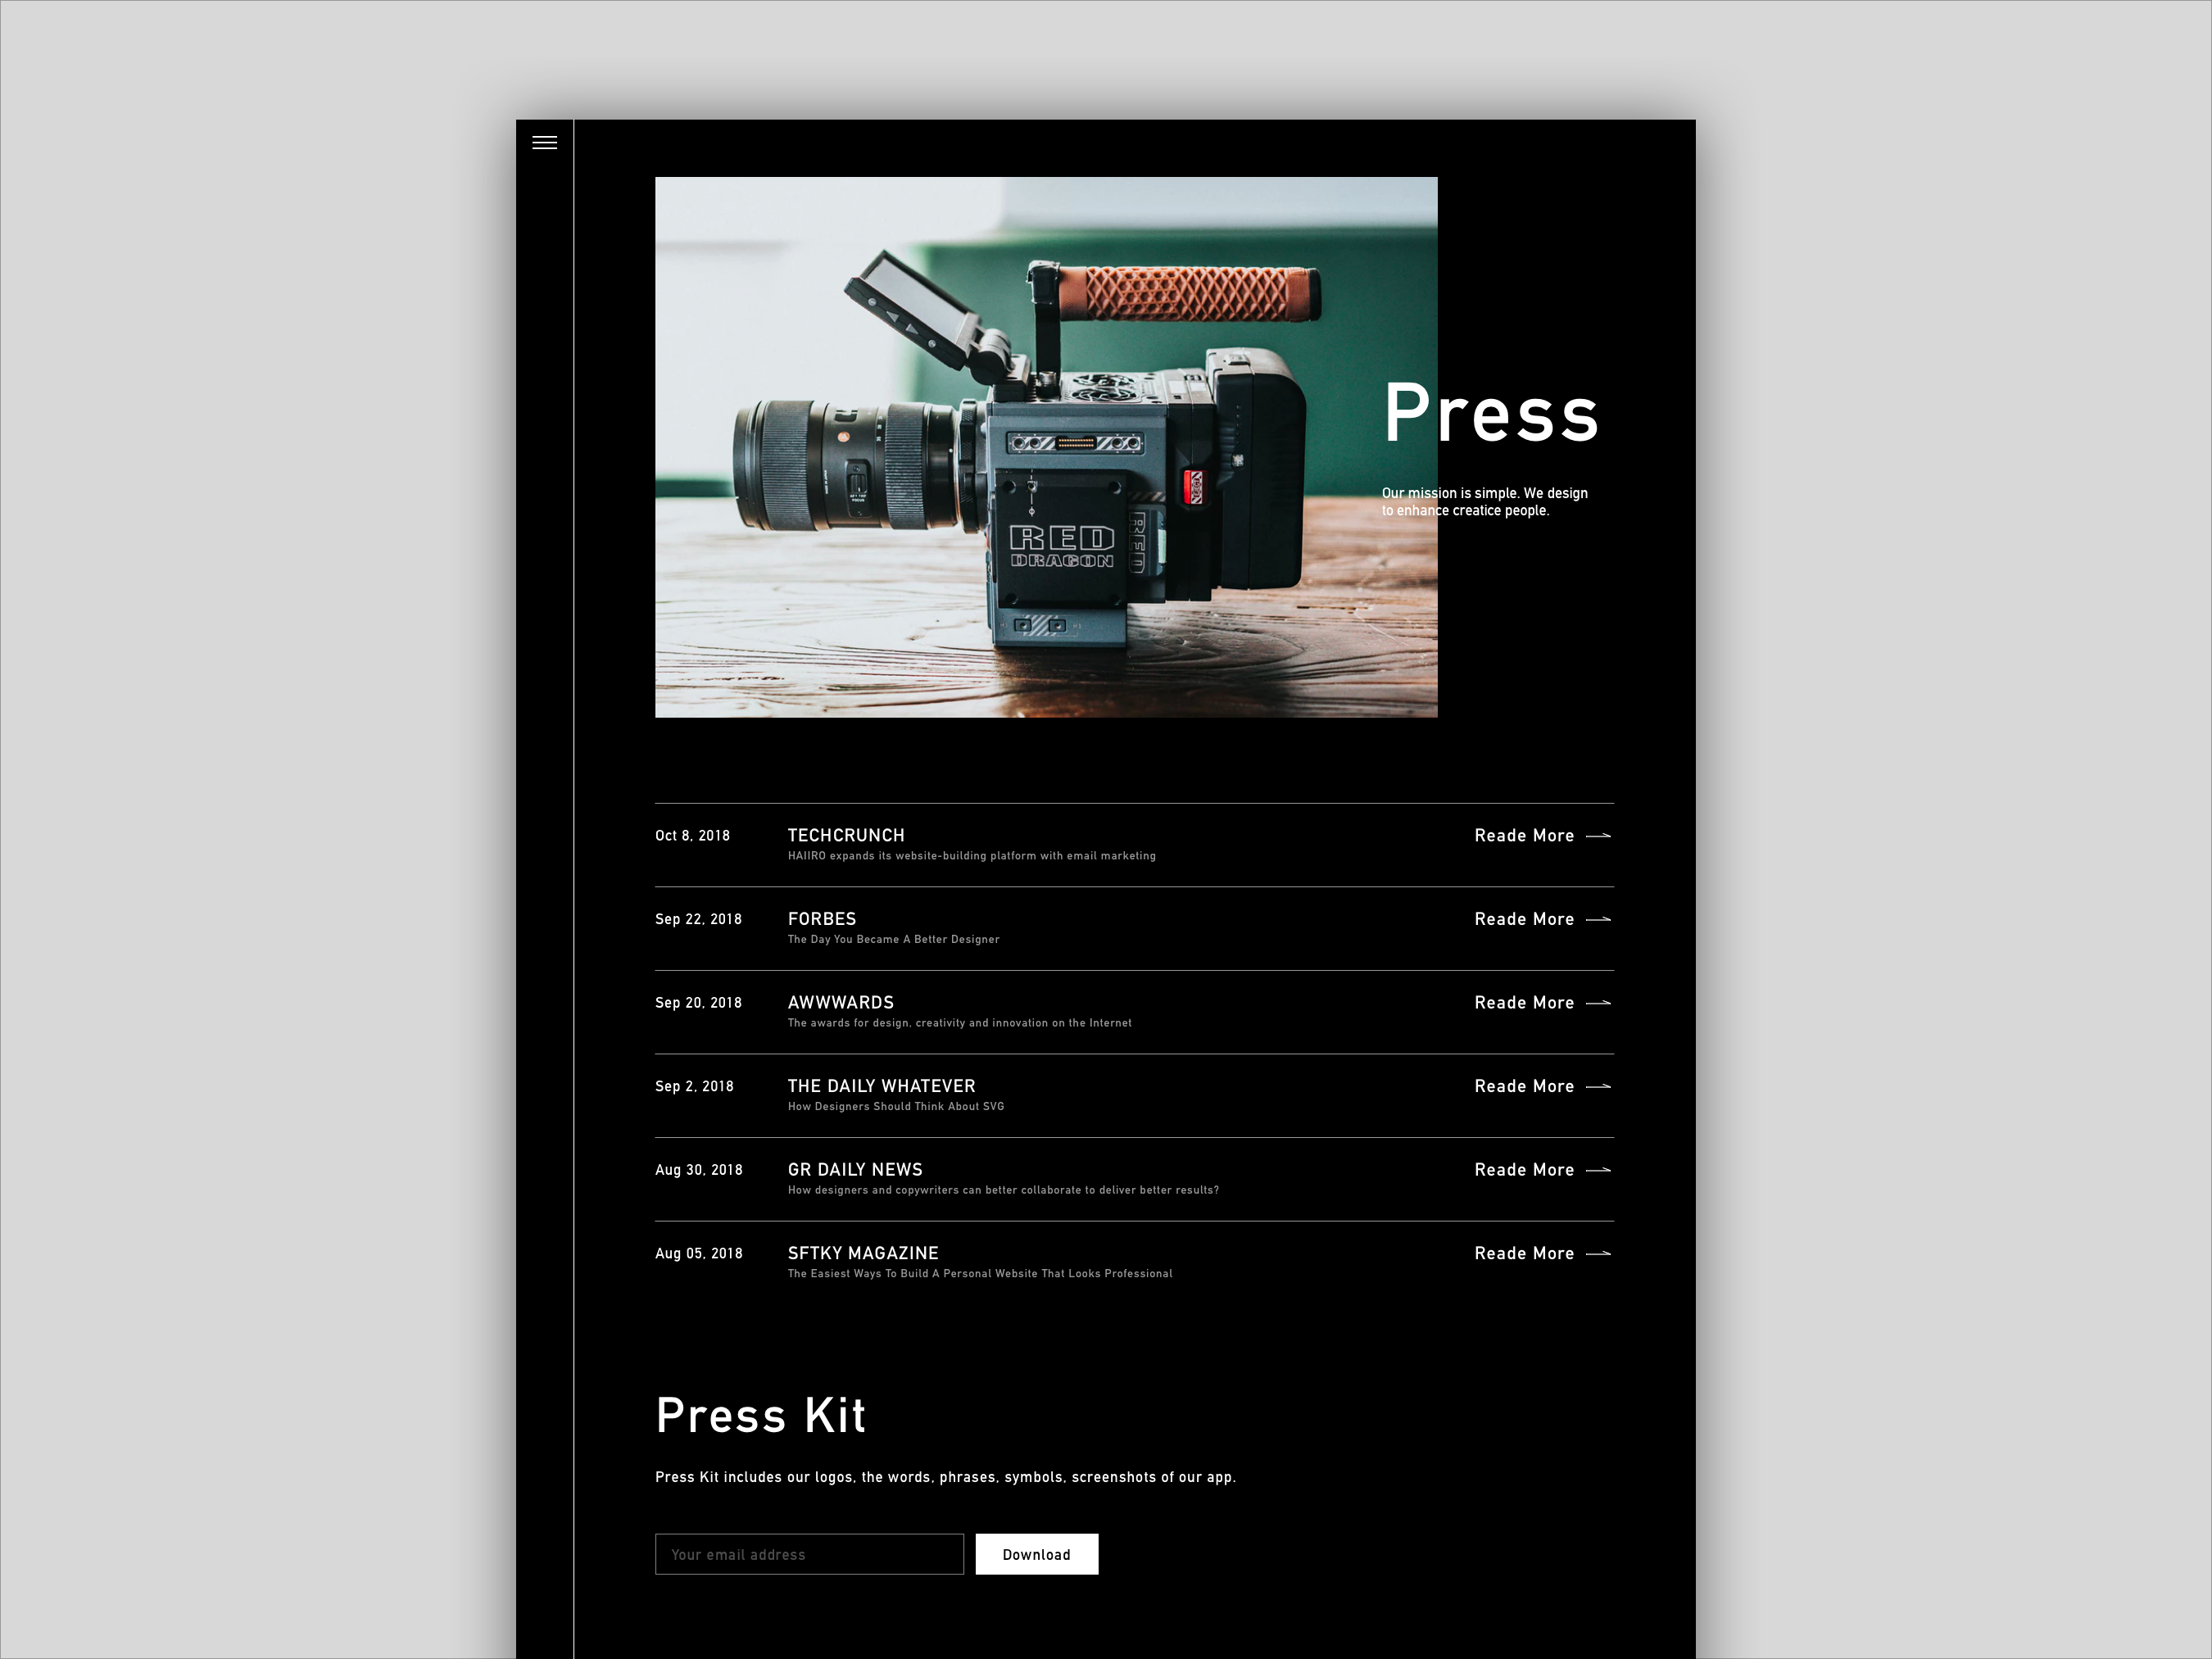 Press
Our mission is simple. We design
to enhance creatice people.
RED
DRAGON
RED
Oct 8, 2018
TECHCRUNCH
Reade More
HAIIRO expands its website-building platform with email marketing
Sep 22, 2018
FORBES
Reade More
The Day You Became A Better Designer
Sep 20, 2018
AWWWARDS
Reade More
The awards for design, creativity and innovation on the Internet
Sep 2, 2018
THE DAILY WHATEVER
Reade More
How Designers Should Think About SVG
Aug 30, 2018
GR DAILY NEWS
Reade More
How designers and copywriters can better collaborate to deliver better results?
Aug 05, 2018
SFTKY MAGAZINE
Reade More
The Easiest Ways To Build A Personal Website That Looks Professional
Press Kit
Press Kit includes our logos, the words, phrases, symbols, screenshots of our app.
Your email address
Download